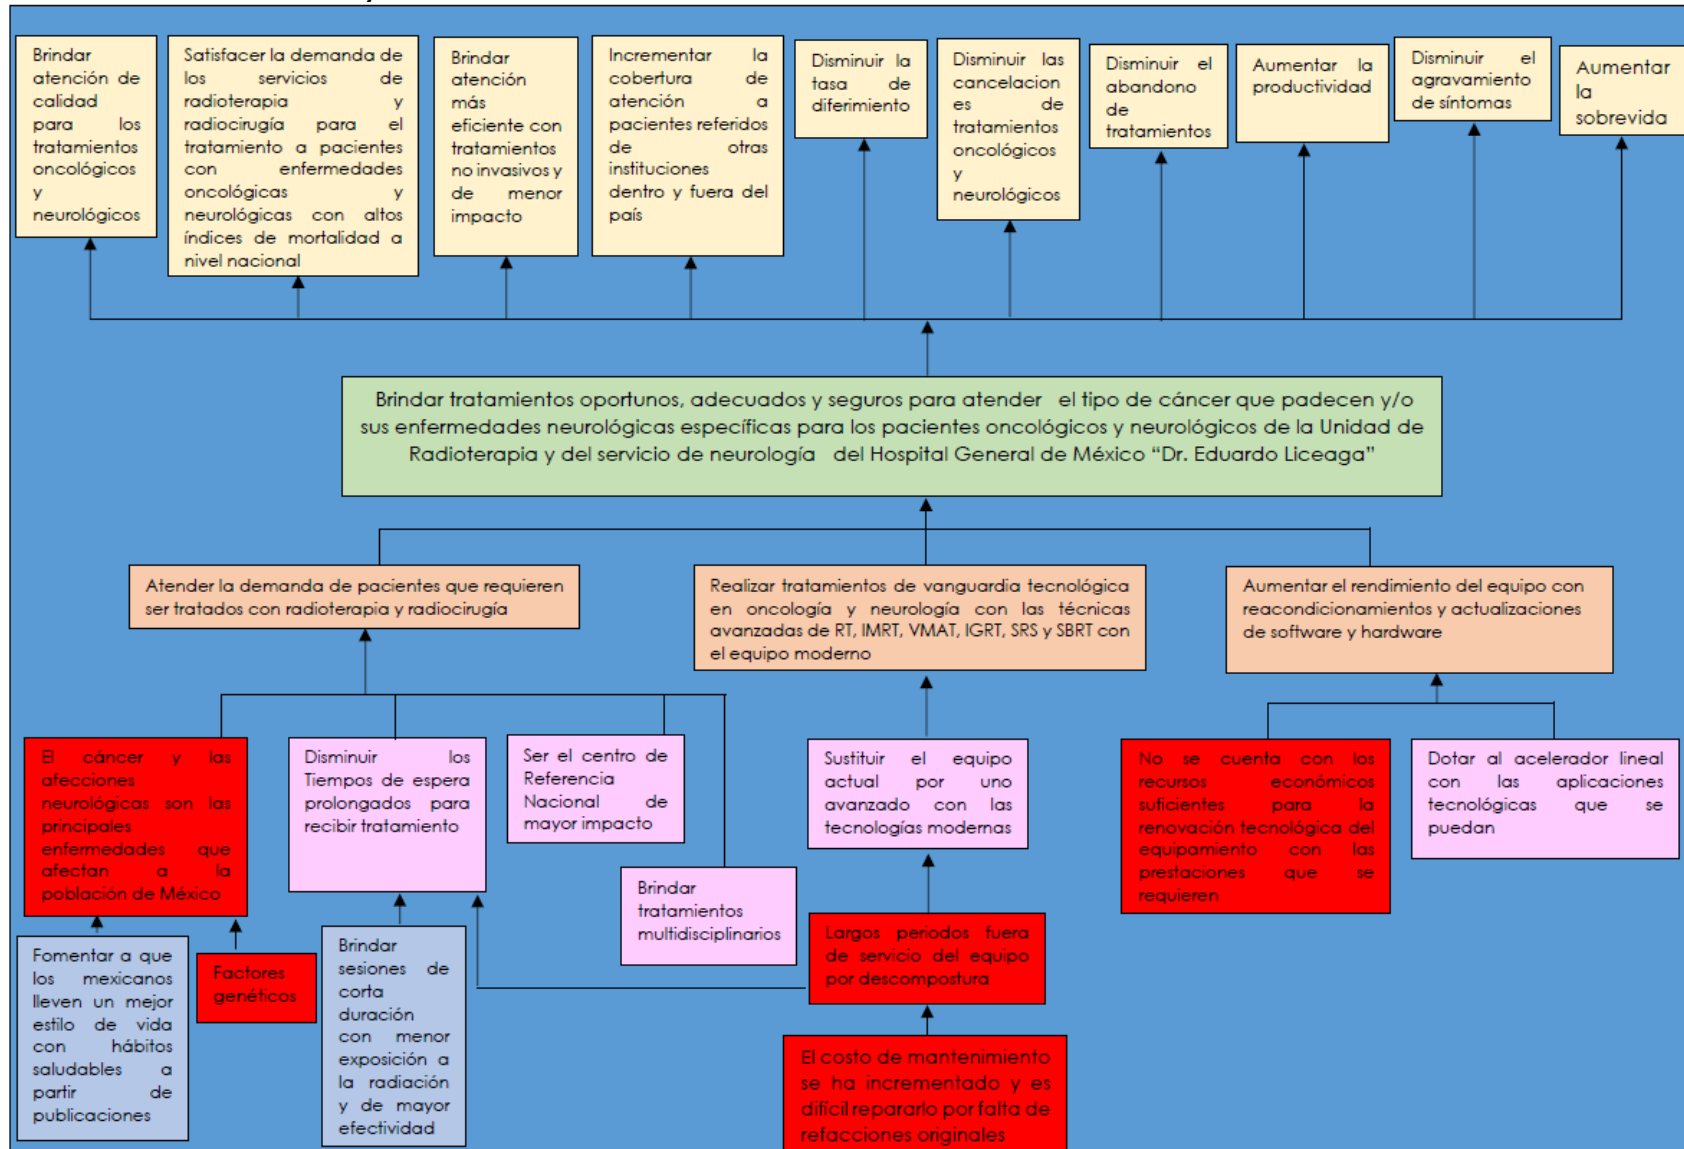 Brindar
atención de
calidad
para los
tratamientos
oncológicos
y
neurológicos
Satisfacer la demanda de
los servicios de
radioterapia y
radiocirugía para el
tratamiento a pacientes
con enfermedades
oncológicas y
neurológicas con altos
índices de mortalidad a
nivel nacional
Brindar
atención
más
eficiente con
tratamientos
no invasivos y
de menor
impacto
Incrementar la
cobertura de
atención a
pacientes referidos
de otras
instituciones
dentro y fuera del
país
Disminuir la
tasa de
diferimiento
Disminuir las
cancelacion
es de
tratamientos
oncológicos
y
neurológicos
Disminuir el
abandono
de
tratamientos
Aumentar la
productividad
Disminuir el
agravamiento
de síntomas
Aumentar
la
sobrevida
Brindar tratamientos oportunos, adecuados y seguros para atender el tipo de cáncer que padecen y/o
sus enfermedades neurológicas específicas para los pacientes oncológicos y neurológicos de la Unidad de
Radioterapia y del servicio de neurología del Hospital General de México “Dr. Eduardo Liceaga”
Atender la demanda de pacientes que requieren
ser tratados con radioterapia y radiocirugía
Realizar tratamientos de vanguardia tecnológica
en oncología y neurología con las técnicas
avanzadas de RT, IMRT, VMAT, IGRT, SRS y SBRT con
el equipo moderno
Aumentar el rendimiento del equipo con
reacondicionamientos y actualizaciones
de software y hardware
El cáncer y las
afecciones
neurológicas son las
principales
enfermedades que
afectan a la
población de México
Disminuir los
Tiempos de espera
prolongados para
recibir tratamiento
Ser el centro de
Referencia
Nacional de
mayor impacto
Sustituir el equipo
actual por uno
avanzado con las
tecnologías modernas
No se cuenta con los
recursos económicos
suficientes para la
renovación tecnológica del
equipamiento con las
prestaciones que se
requieren
Dotar al acelerador lineal
con las aplicaciones
tecnológicas que se
puedan
Brindar
tratamientos
multidisciplinarios
Largos periodos fuera
de servicio del equipo
por descompostura
Fomentar a que
los mexicanos
lleven un mejor
estilo de vida
con hábitos
saludables a
partir de
publicaciones
Factores
genéticos
Brindar
sesiones de
corta
duración
con menor
exposición a
la radiación
y de mayor
efectividad
El costo de mantenimiento
se ha incrementado y es
difícil repararlo por falta de
refacciones originales